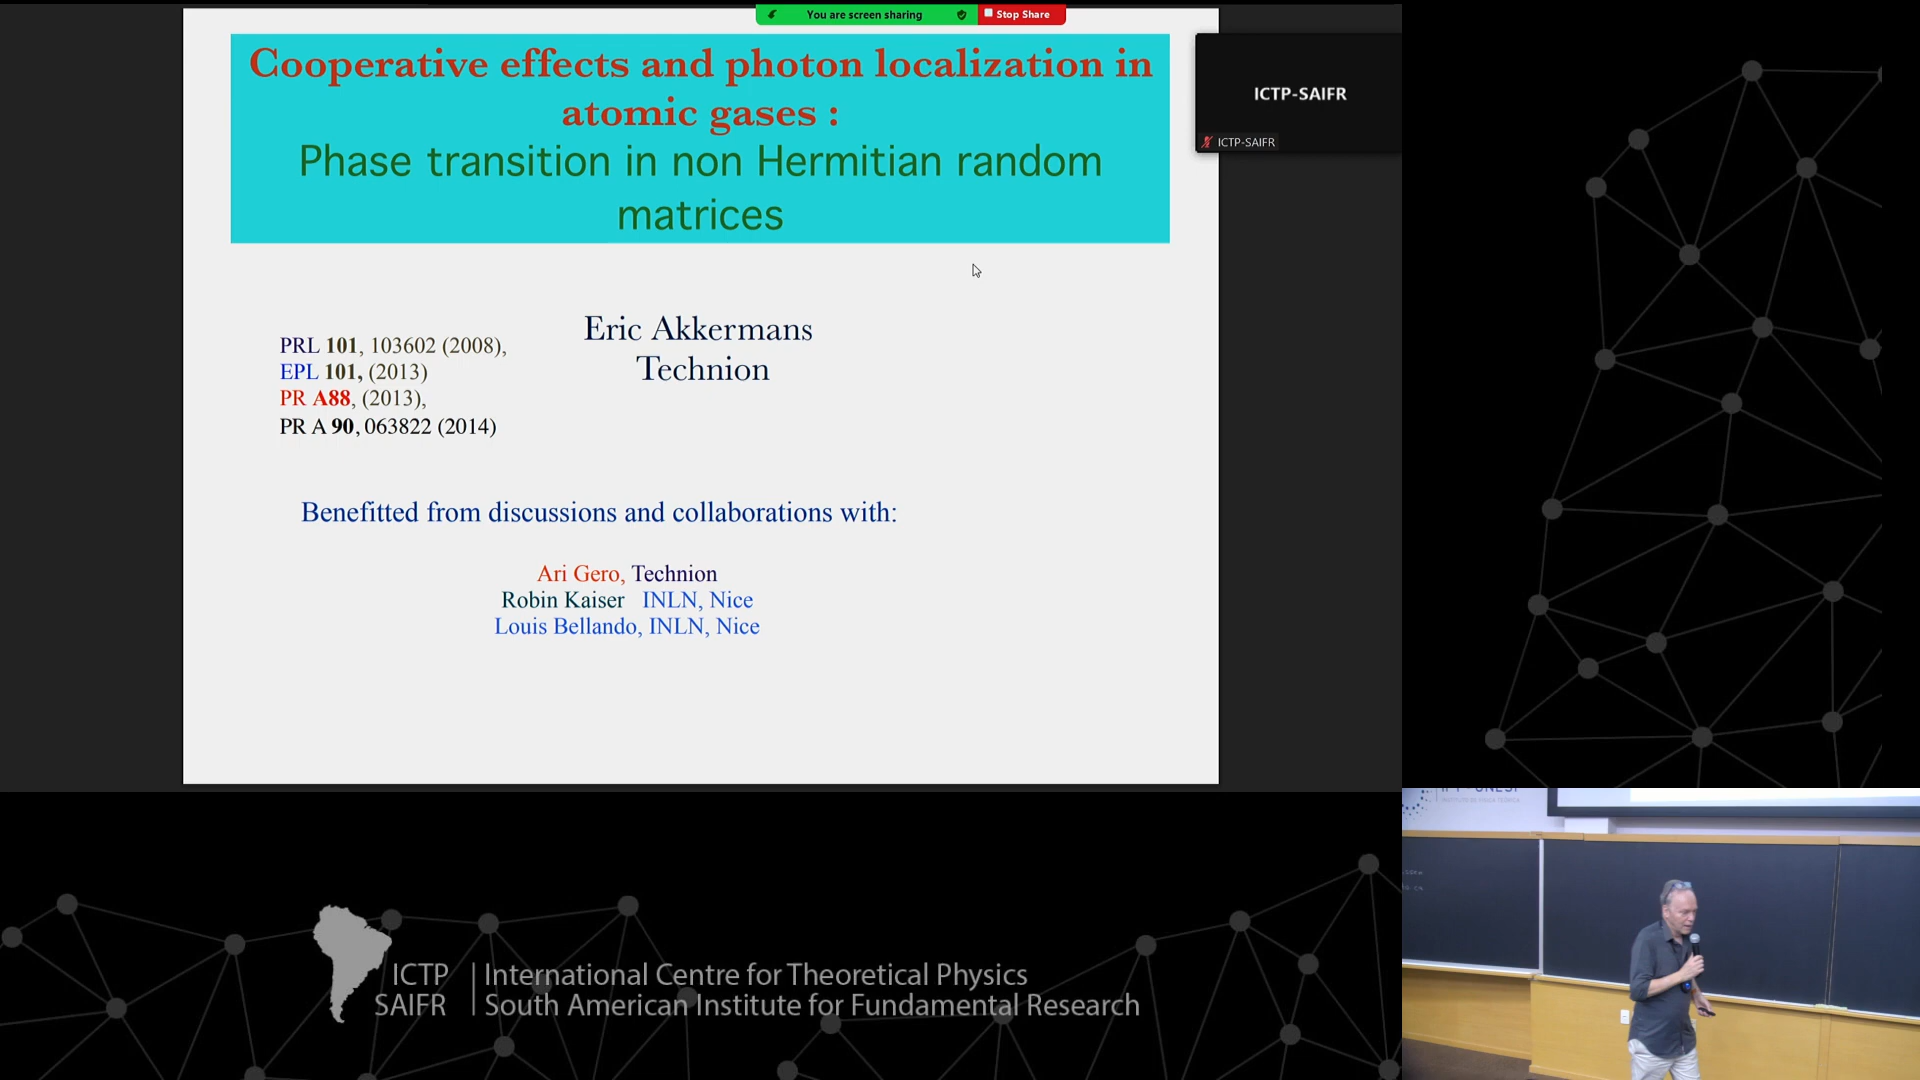 You are screen sharing
Stop Share
Cooperative effects and photon localization in
atomic gases :
Phase transition in non Hermitian random
matrices
ICTP-SAIFR
ICTP-SAIFR
Eric Akkermans
Technion
PRL 101, 103602 (2008),
EPL 101, (2013)
PR A88, (2013),
PR A 90, 063822 (2014)
Benefitted from discussions and collaborations with:
Ari Gero, Technion
Robin Kaiser INLN, Nice
Louis Bellando, INLN, Nice
ICTP
SAIFR
International Centre for Theoretical Physics
South American Institute for Fundamental Research